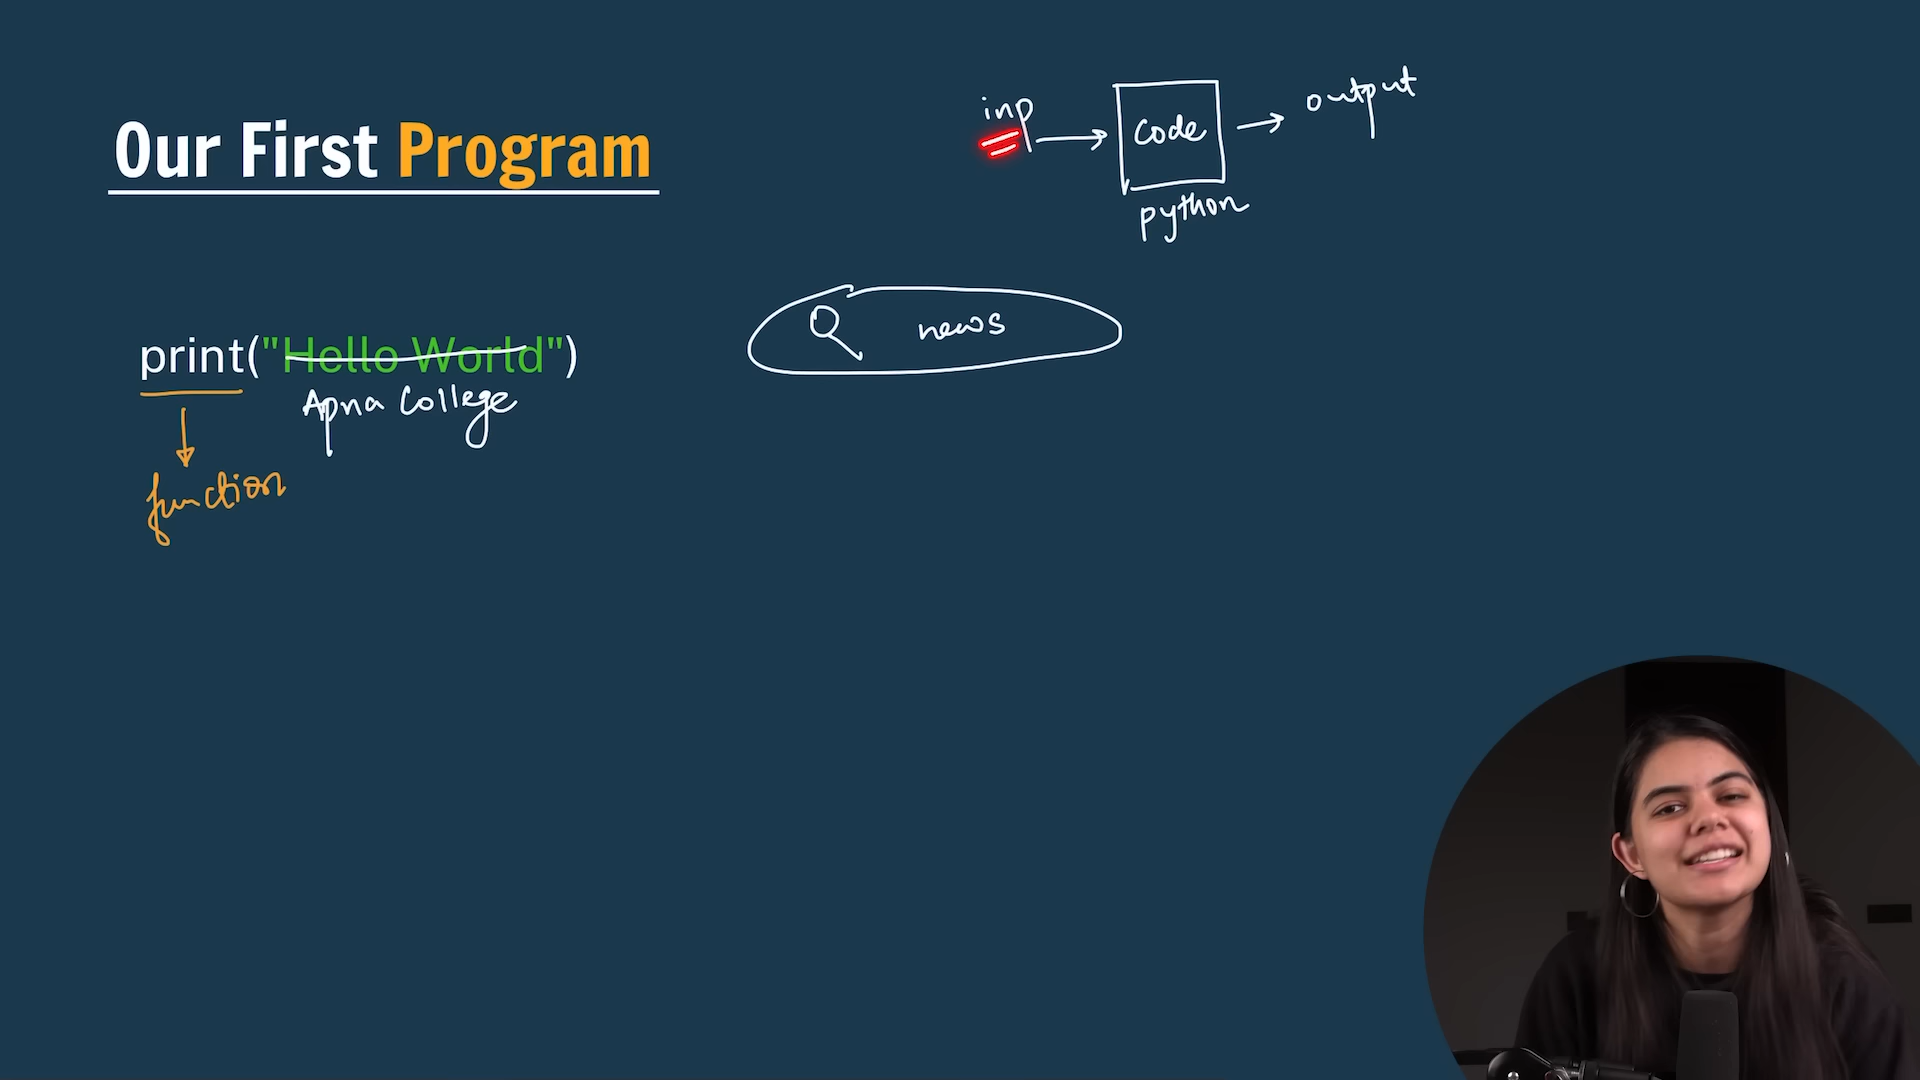 Our First Program
inp
code
output
python
news
print("Hello World")
Apna College
function